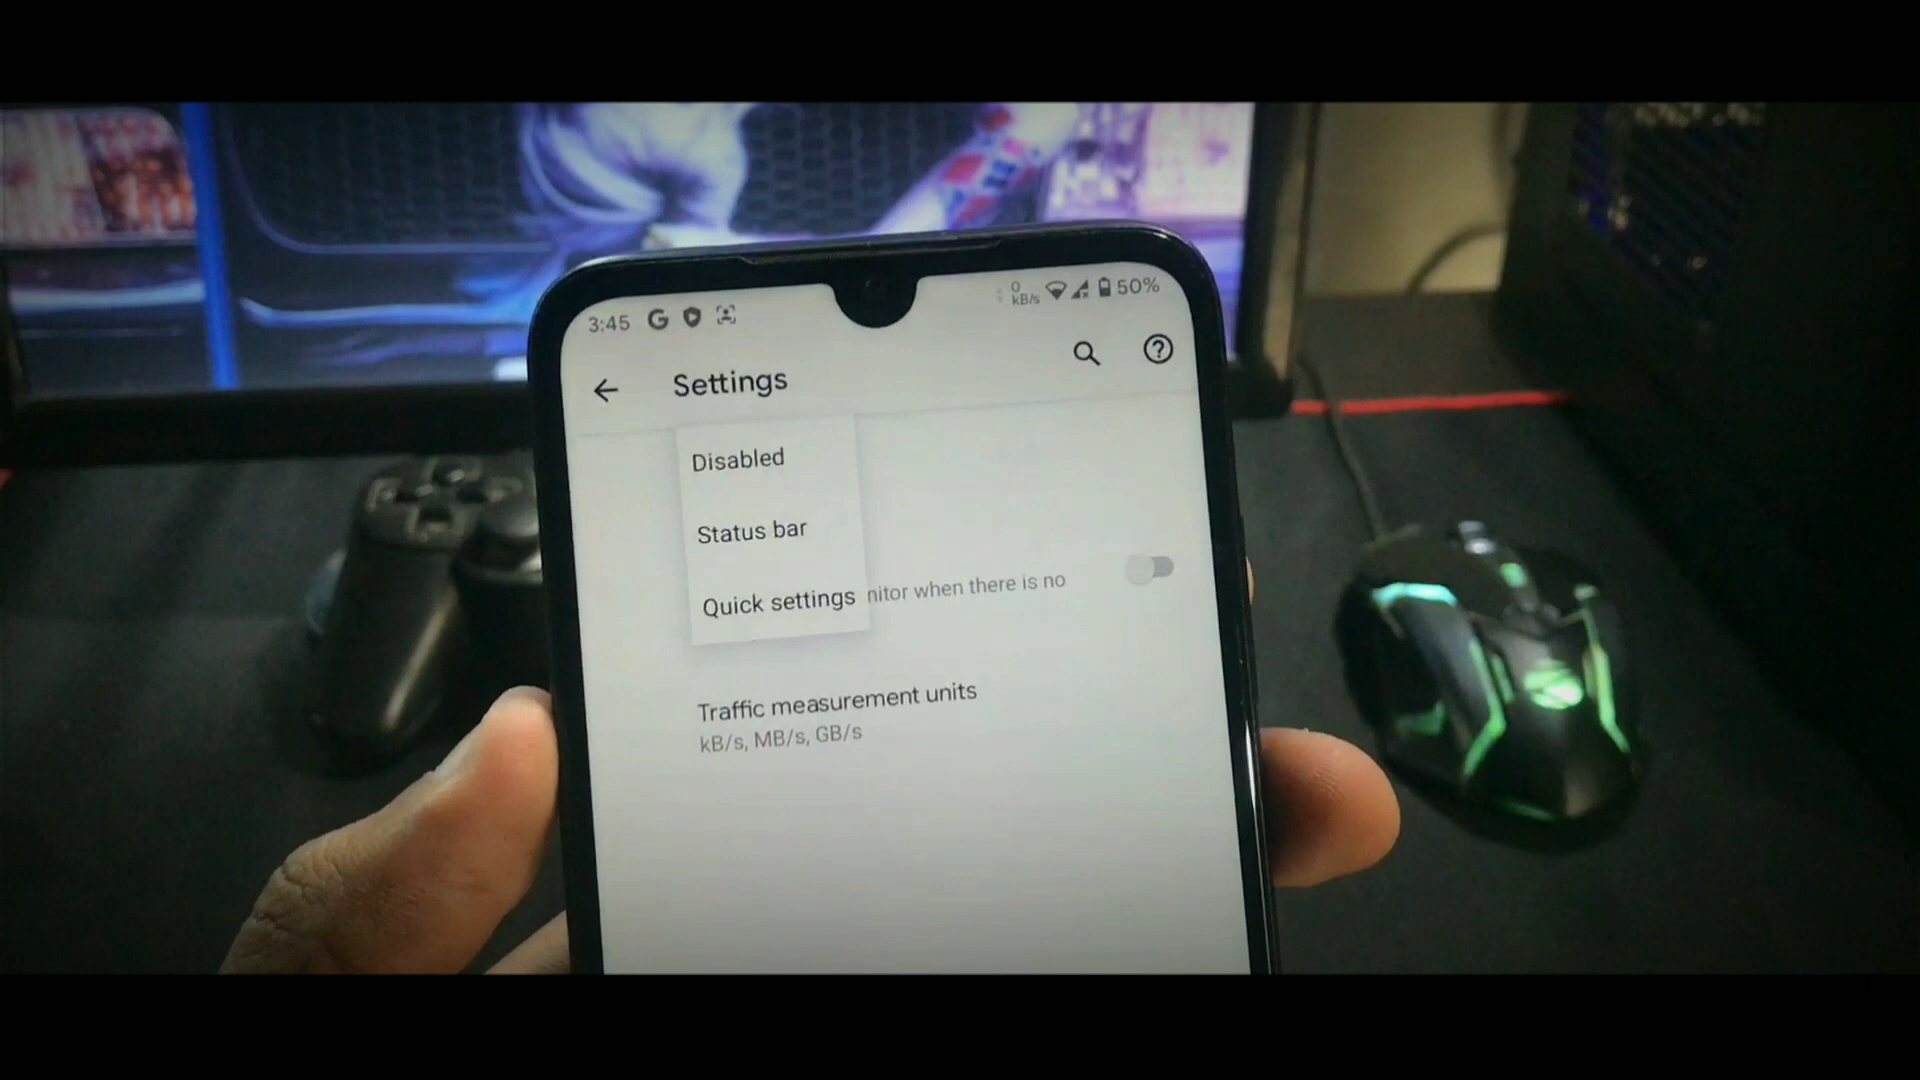 3:45 G
0
kB/s
50%
Settings
Disabled
Status bar
Quick settings
nitor when there is no
Traffic measurement units
kB/s, MB/s, GB/s